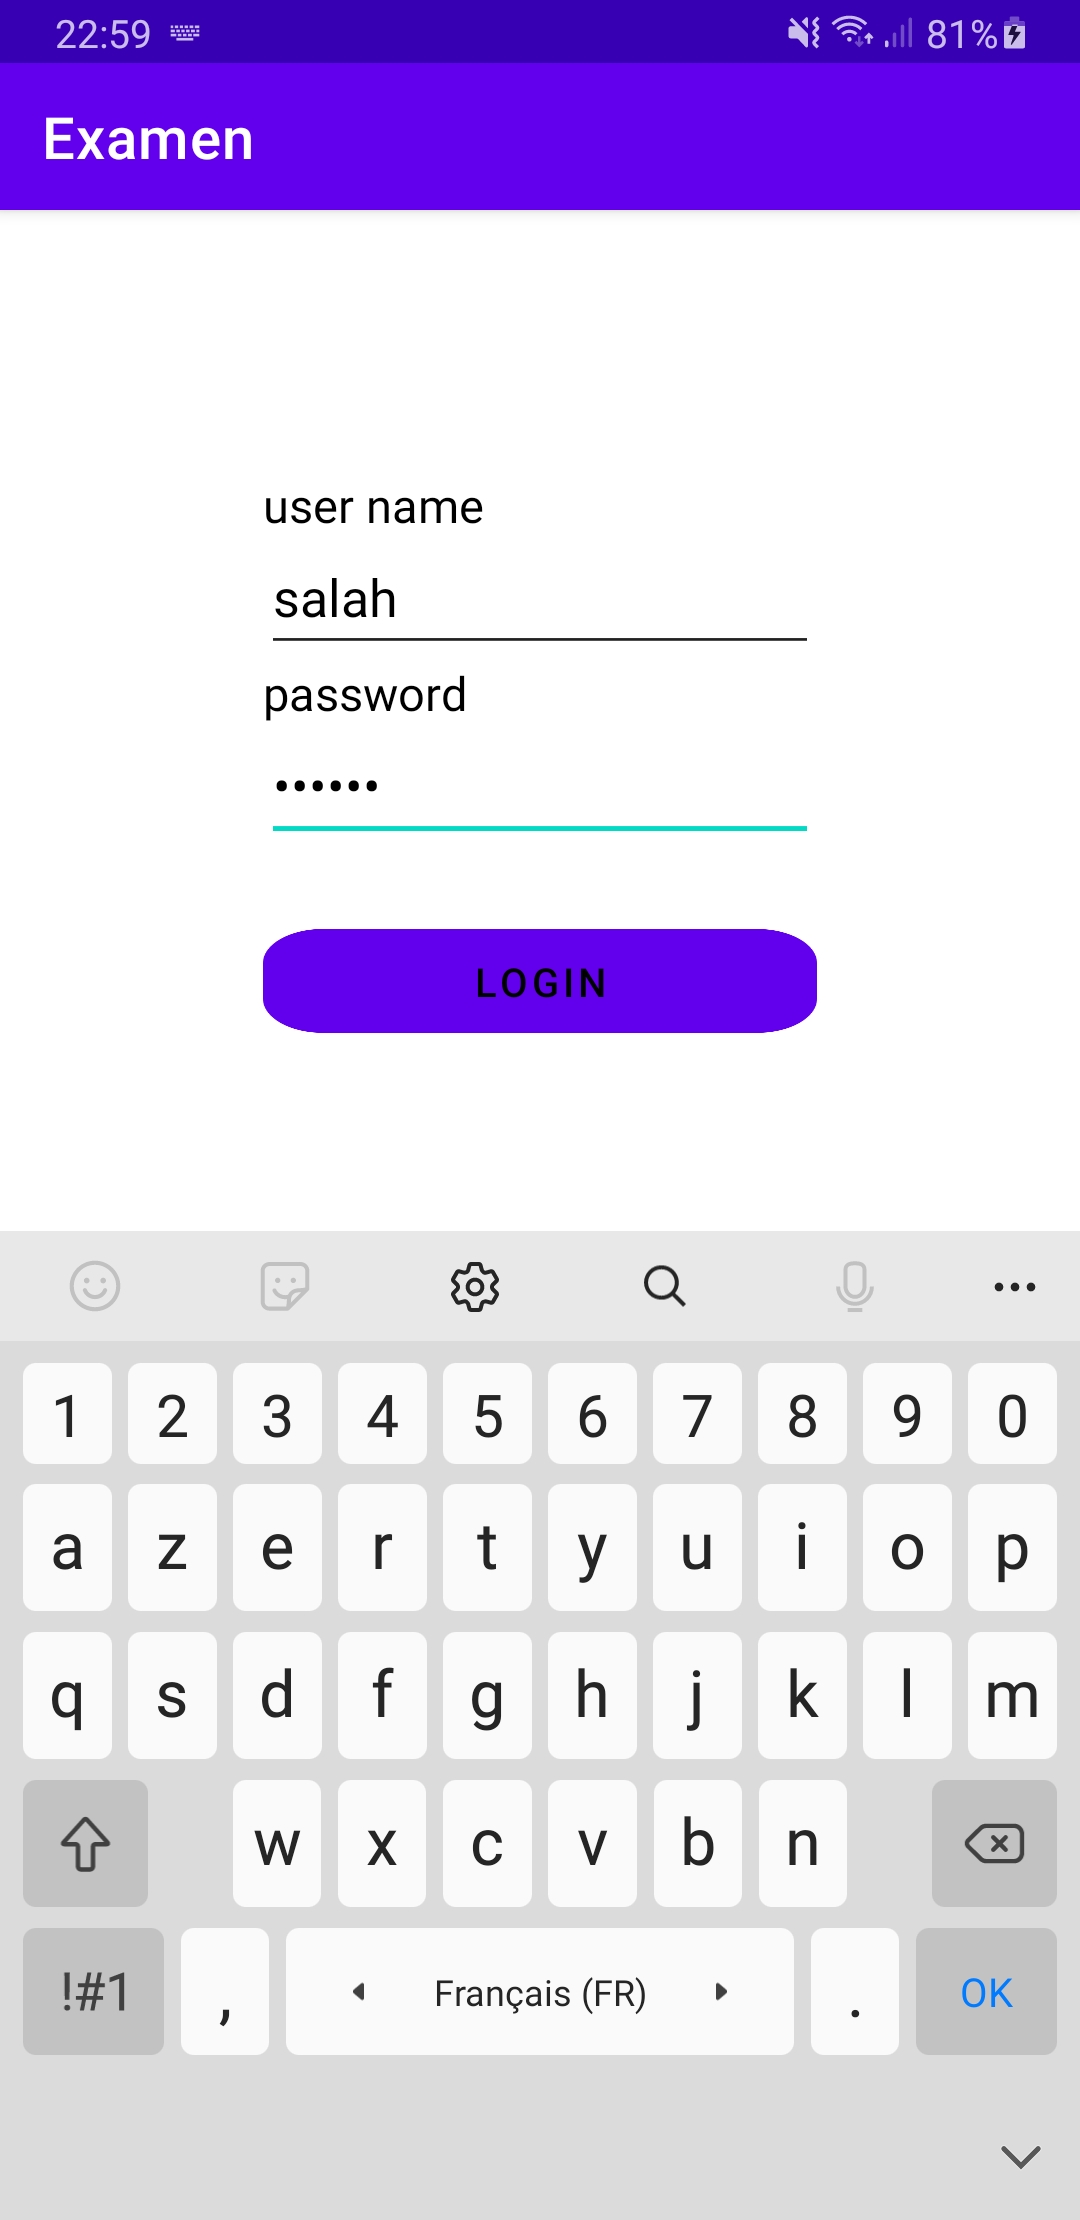 22:59 81%
Examen
user name
salah
password
••••••
LOGIN
1 2 3 4 5 6 7 8 9 0
a z e r t y u i o p
q s d f g h j k l m
w x c v b n
!#1 , Français (FR) . OK